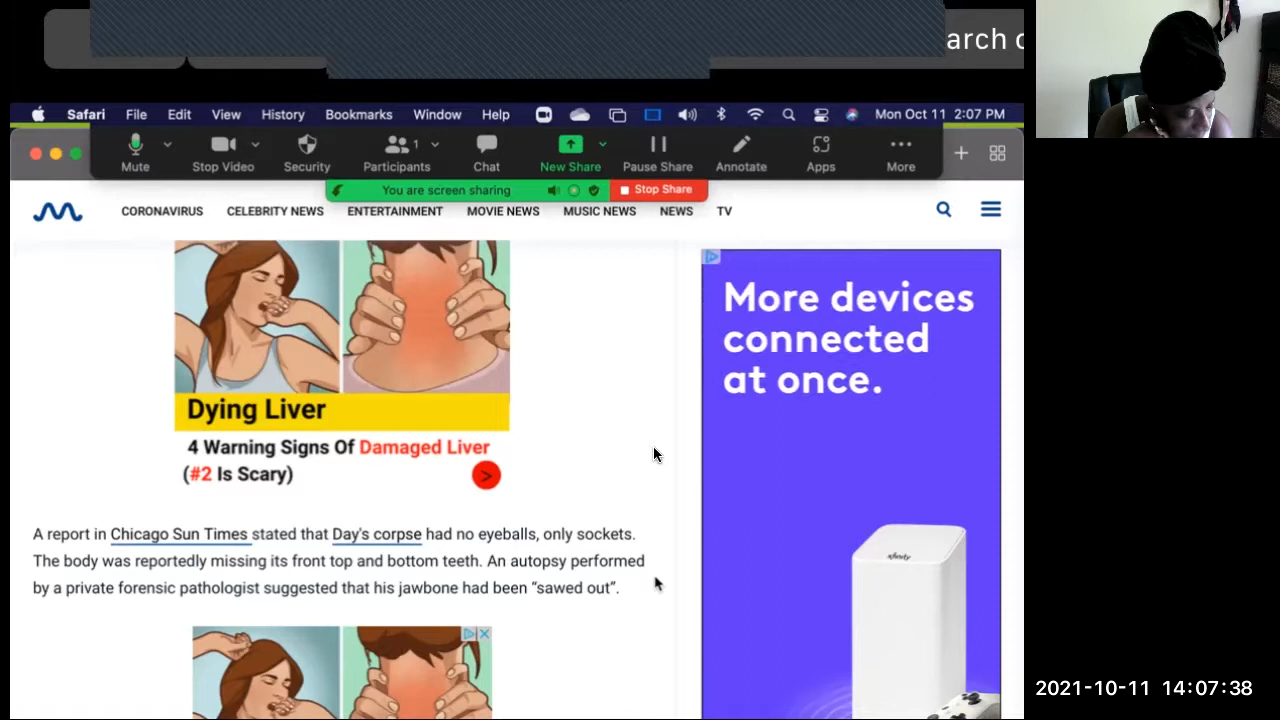 arch o
Safari File Edit View History Bookmarks Window Help Mon Oct 11 2:07 PM
Mute Stop Video Security Participants 1 Chat New Share Pause Share Annotate Apps More
You are screen sharing Stop Share
CORONAVIRUS CELEBRITY NEWS ENTERTAINMENT MOVIE NEWS MUSIC NEWS NEWS TV
More devices
connected
at once.
Dying Liver
4 Warning Signs Of Damaged Liver
(#2 Is Scary)
xfinity
A report in Chicago Sun Times stated that Day's corpse had no eyeballs, only sockets.
The body was reportedly missing its front top and bottom teeth. An autopsy performed
by a private forensic pathologist suggested that his jawbone had been “sawed out”.
2021-10-11 14:07:38